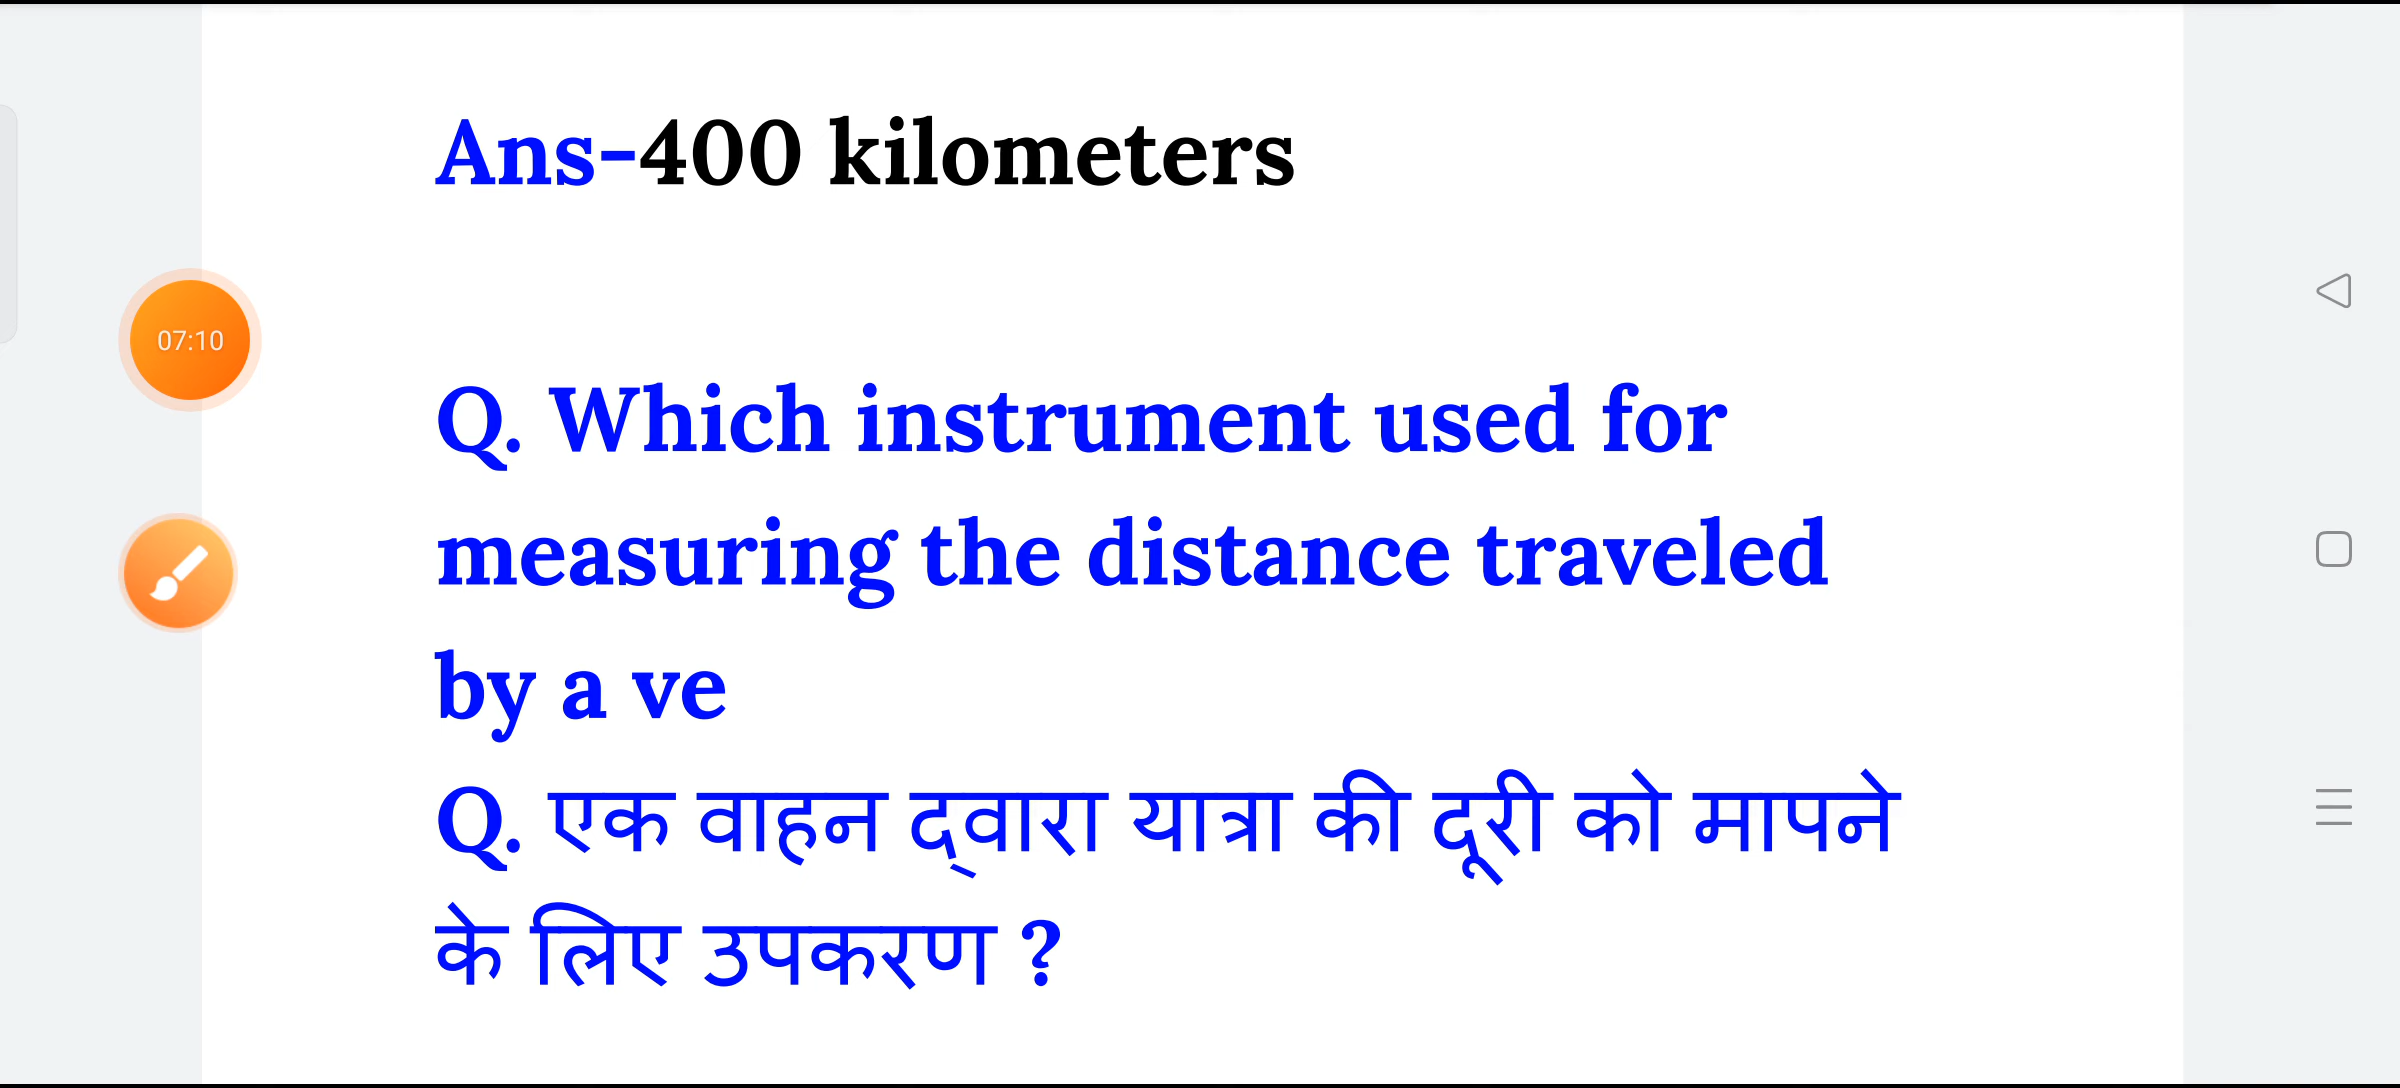 Ans-400 kilometers
07:10
Q. Which instrument used for
measuring the distance traveled
by a ve
Q. एक वाहन द्वारा यात्रा की दूरी को मापने
के लिए उपकरण ?